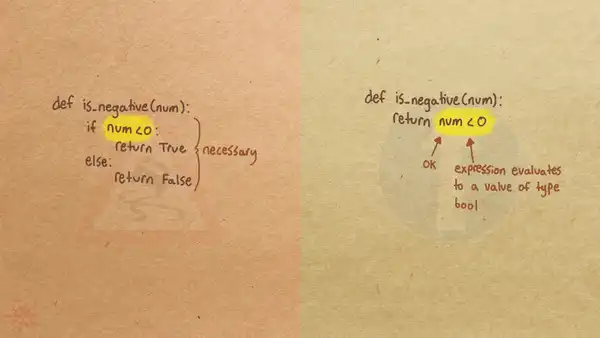 def is_negative(num):
if num<0:
return True
else:
return False
necessary
def is_negative(num):
return num<0
OK
expression evaluates
to a value of type
bool